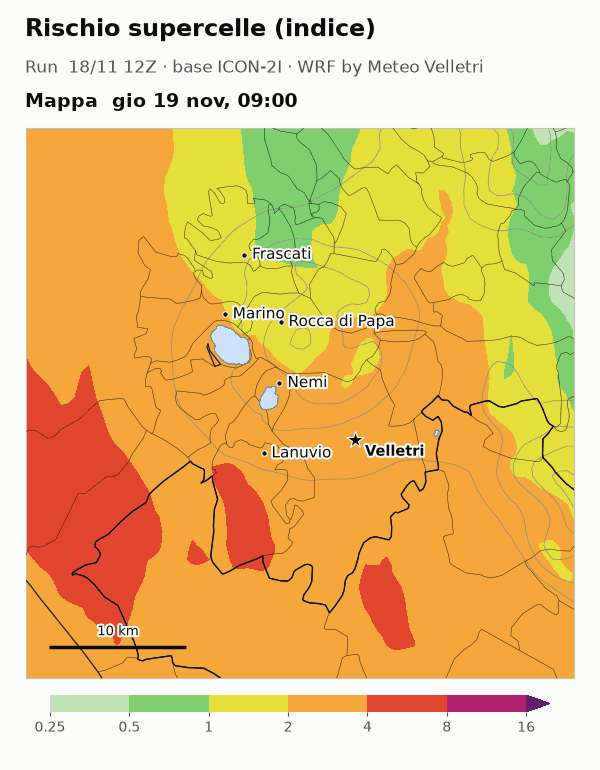 Rischio supercelle (indice)
Run 18/11 12Z · base ICON-2I · WRF by Meteo Velletri
Mappa gio 19 nov, 09:00
Frascati
Marino
Rocca di Papa
Nemi
Velletri
Lanuvio
10 km
0.25 0.5 1 2 4 8 16